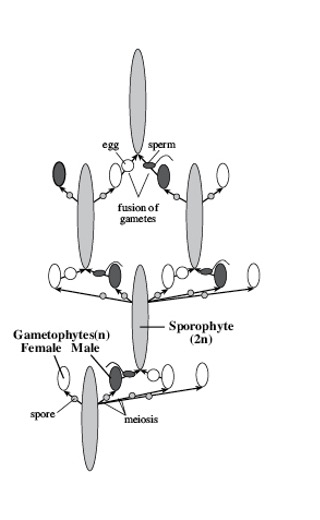 egg
sperm
fusion of
gametes
Sporophyte
(2n)
Gametophytes(n)
Female Male
spore
meiosis